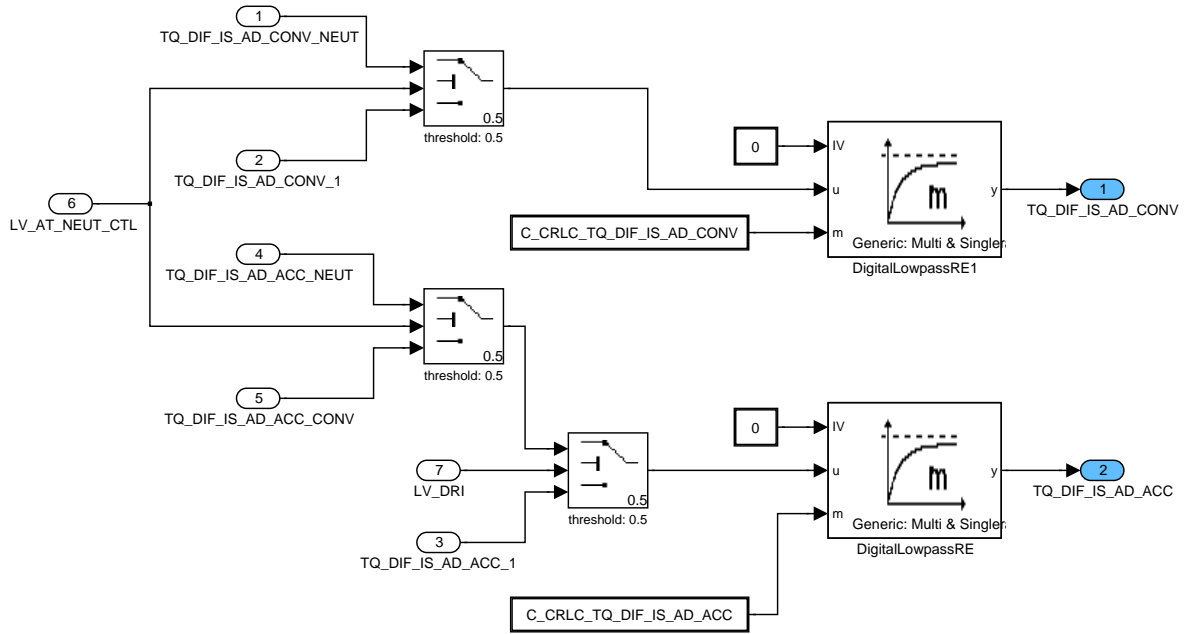 1
TQ_DIF_IS_AD_CONV_NEUT
0.5
threshold: 0.5
2
TQ_DIF_IS_AD_CONV_1
0
IV
u
m
m
y
Generic: Multi & Singler
DigitalLowpassRE1
1
TQ_DIF_IS_AD_CONV
C_CRLC_TQ_DIF_IS_AD_CONV
6
LV_AT_NEUT_CTL
4
TQ_DIF_IS_AD_ACC_NEUT
0.5
threshold: 0.5
5
TQ_DIF_IS_AD_ACC_CONV
7
LV_DRI
0.5
threshold: 0.5
3
TQ_DIF_IS_AD_ACC_1
0
IV
u
m
m
y
Generic: Multi & Singler
DigitalLowpassRE
2
TQ_DIF_IS_AD_ACC
C_CRLC_TQ_DIF_IS_AD_ACC